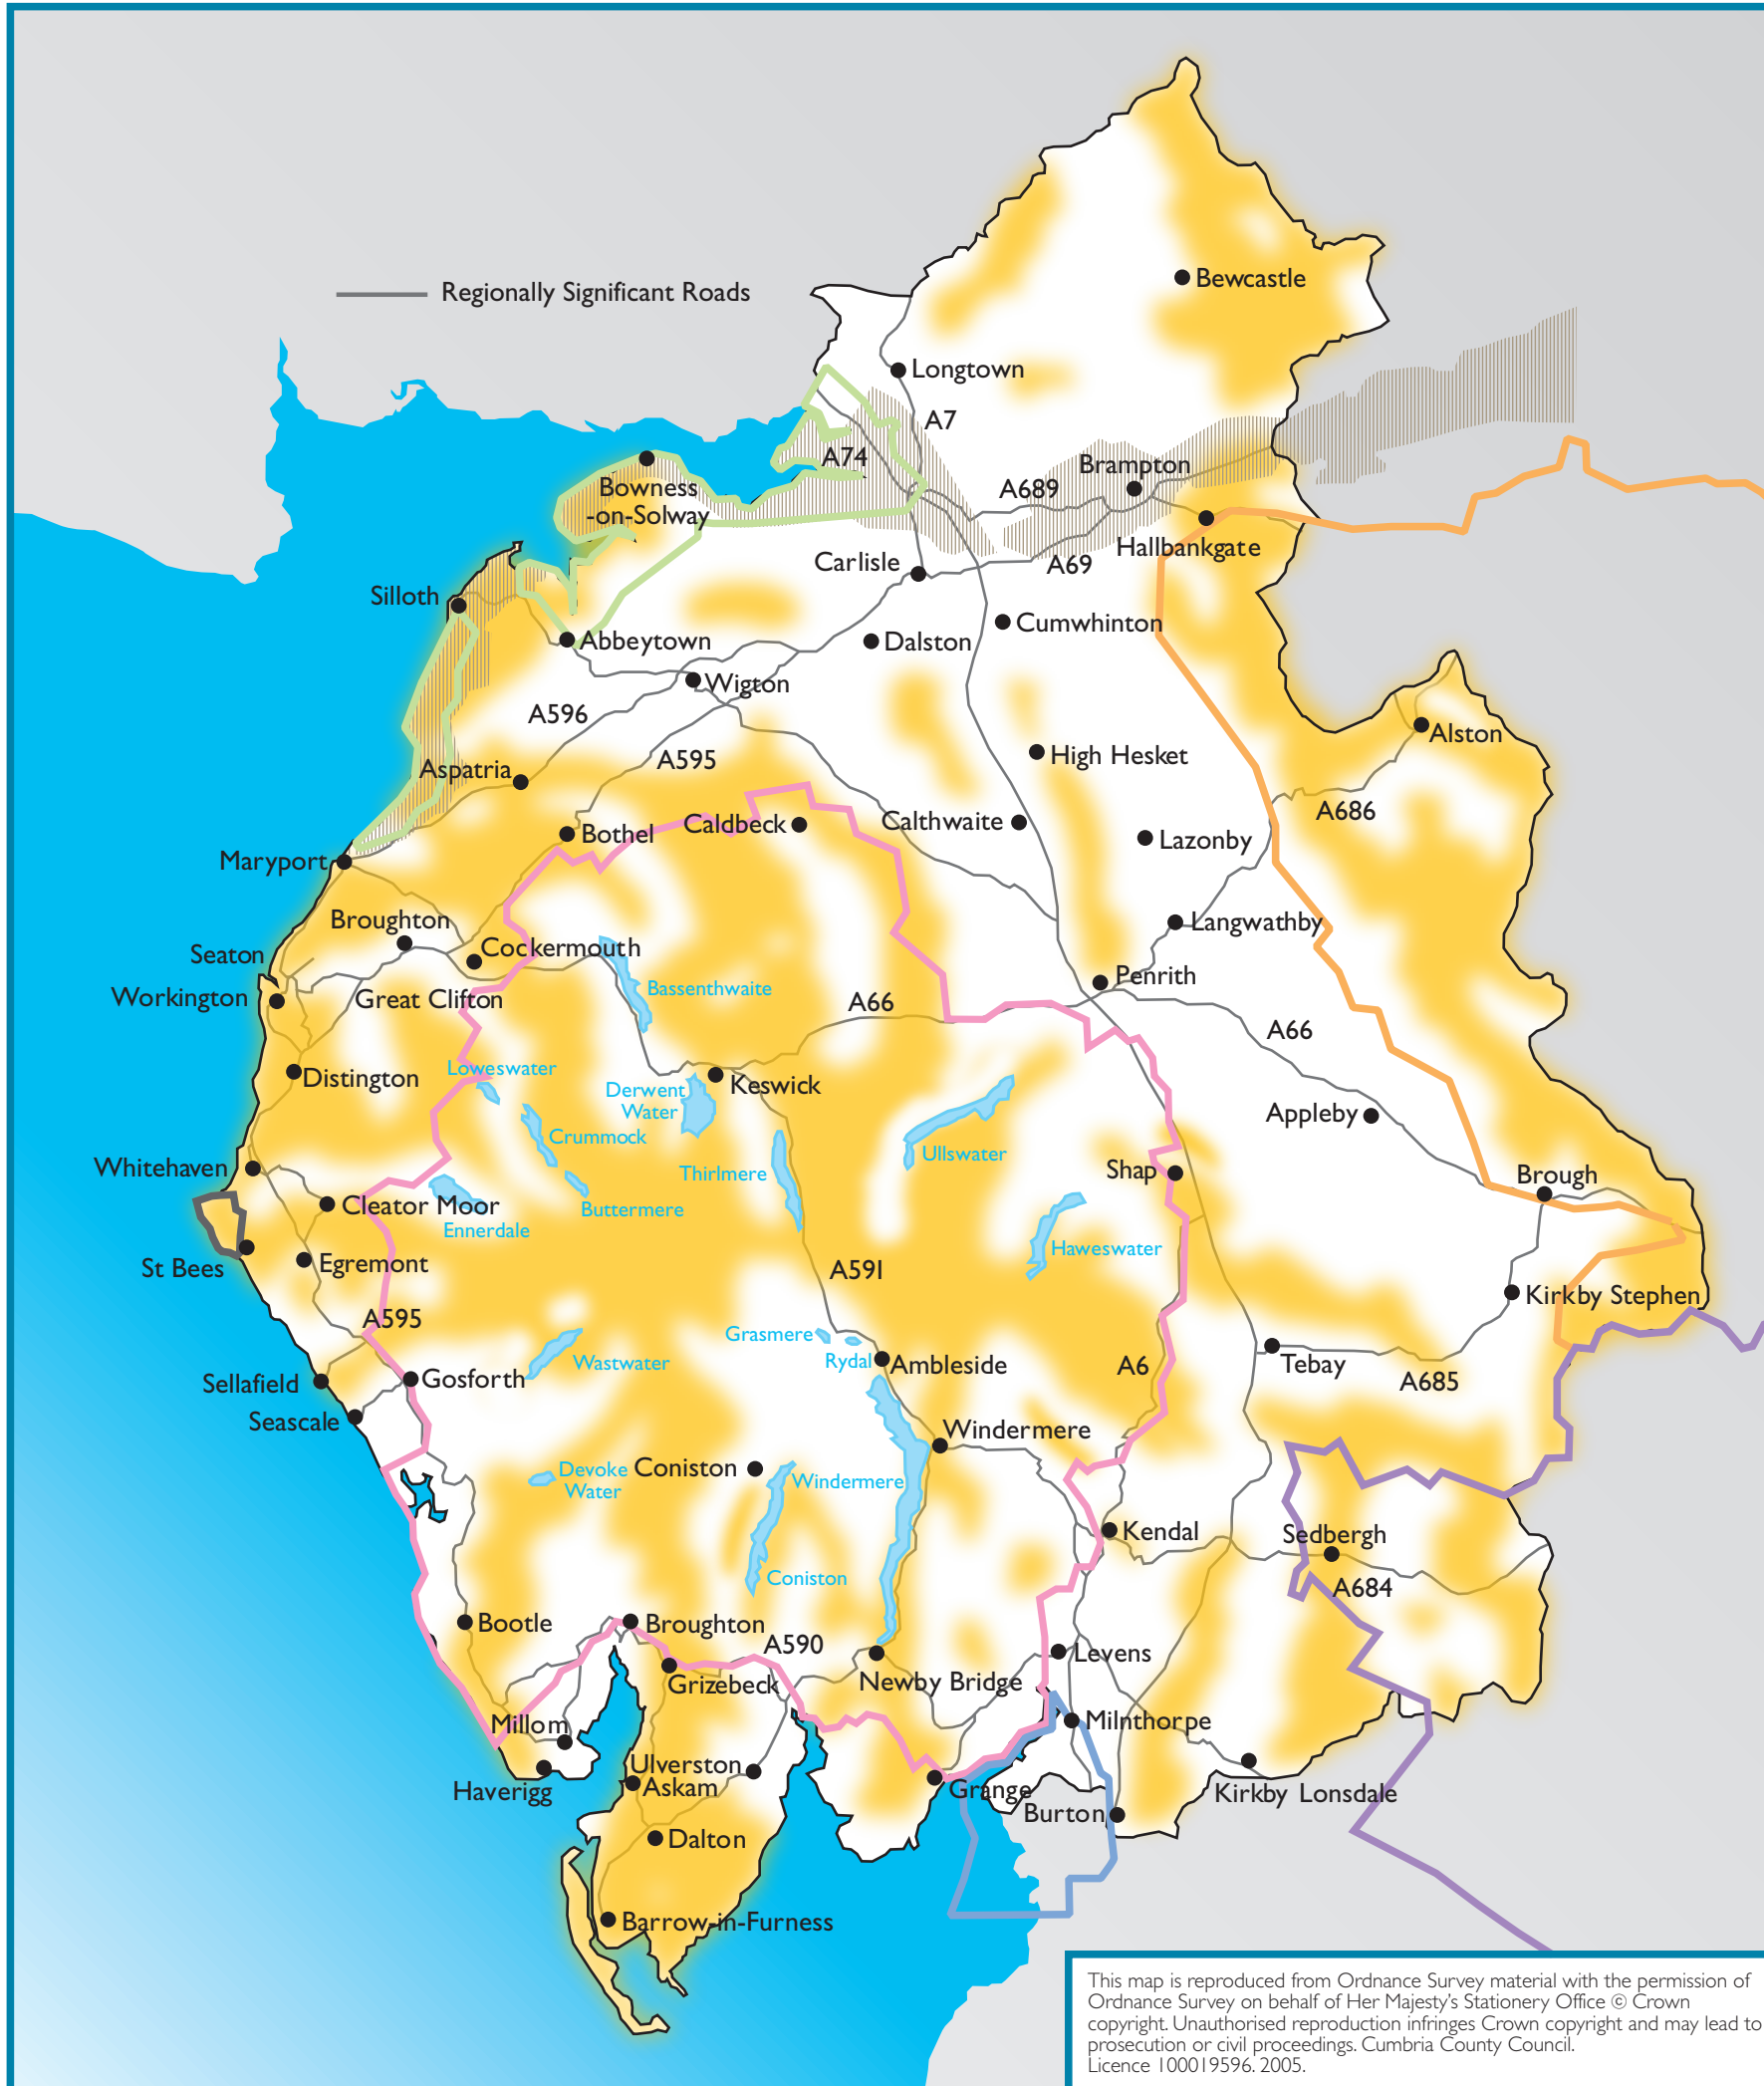 Regionally Significant Roads
Bewcastle
Longtown
A7
A74
Brampton
Bowness
-on-Solway
A689
Hallbankgate
Carlisle
A69
Silloth
Cumwhinton
Abbeytown
Dalston
Wigton
A596
Alston
A595
High Hesket
Aspatria
A686
Caldbeck
Calthwaite
Bothel
Lazonby
Maryport
Broughton
Langwathby
Cockermouth
Seaton
Penrith
Bassenthwaite
Workington
Great Clifton
A66
A66
Loweswater
Distington
Derwent
Water
Keswick
Appleby
Crummock
Ullswater
Whitehaven
Thirlmere
Shap
Brough
Cleator Moor
Buttermere
Ennerdale
Haweswater
St Bees
Egremont
A591
Kirkby Stephen
A595
Grasmere
Rydal
Wastwater
Ambleside
A6
Tebay
A685
Sellafield
Gosforth
Seascale
Windermere
Devoke
Water
Coniston
Windermere
Kendal
Sedbergh
Coniston
A684
Bootle
Broughton
A590
Levens
Grizebeck
Newby Bridge
Millom
Milnthorpe
Ulverston
Askam
Haverigg
Grange
Kirkby Lonsdale
Burton
Dalton
Barrow-in-Furness
This map is reproduced from Ordnance Survey material with the permission of
Ordnance Survey on behalf of Her Majesty's Stationery Office © Crown
copyright. Unauthorised reproduction infringes Crown copyright and may lead to
prosecution or civil proceedings. Cumbria County Council.
Licence 100019596. 2005.